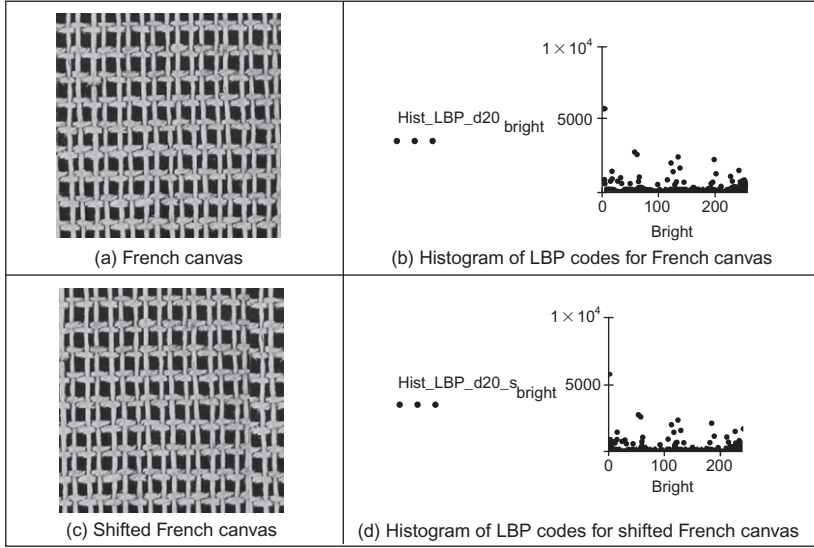 1 × 10⁴
Hist_LBP_d20 bright
5000
0
0 100 200
Bright
(a) French canvas
(b) Histogram of LBP codes for French canvas
1 × 10⁴
Hist_LBP_d20_s bright
5000
0
0 100 200
Bright
(c) Shifted French canvas
(d) Histogram of LBP codes for shifted French canvas